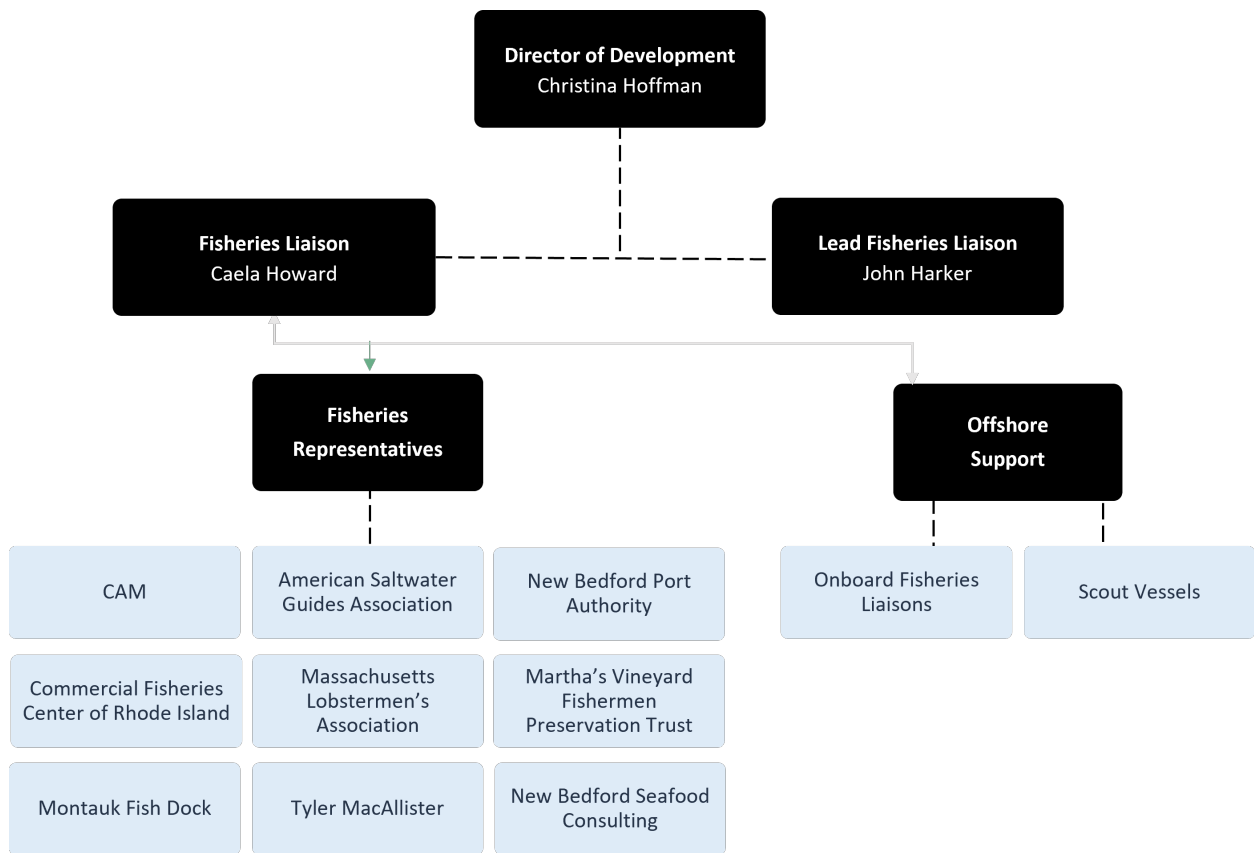 Director of Development
Christina Hoffman
Fisheries Liaison
Caela Howard
Lead Fisheries Liaison
John Harker
Fisheries
Representatives
Offshore
Support
CAM
American Saltwater
Guides Association
New Bedford Port
Authority
Onboard Fisheries
Liaisons
Scout Vessels
Commercial Fisheries
Center of Rhode Island
Massachusetts
Lobstermen’s
Association
Martha’s Vineyard
Fishermen
Preservation Trust
Montauk Fish Dock
Tyler MacAllister
New Bedford Seafood
Consulting